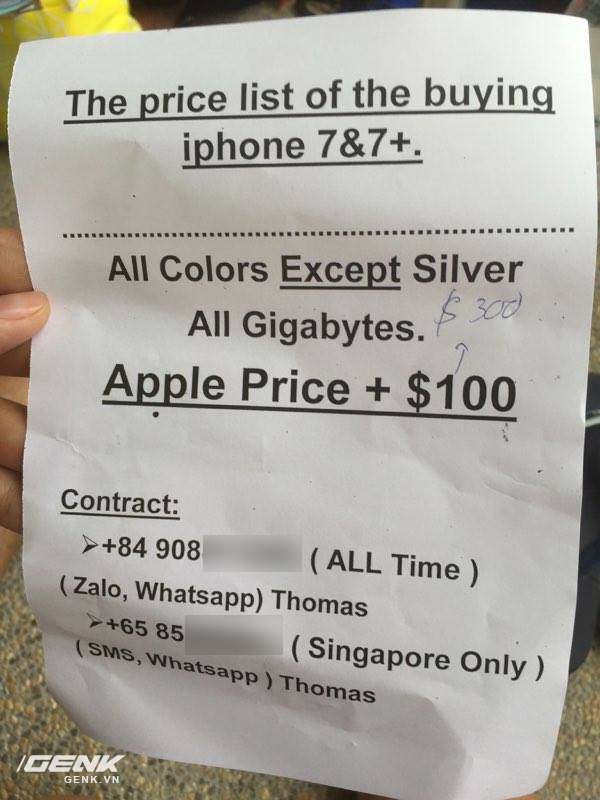 The price list of the buying
iphone 7&7+.
All Colors Except Silver
All Gigabytes.
$ 300
↑
Apple Price + $100
Contract:
➢+84 908 ( ALL Time )
( Zalo, Whatsapp) Thomas
➢+65 85 ( Singapore Only )
( SMS, Whatsapp ) Thomas
GENK
GENK.VN